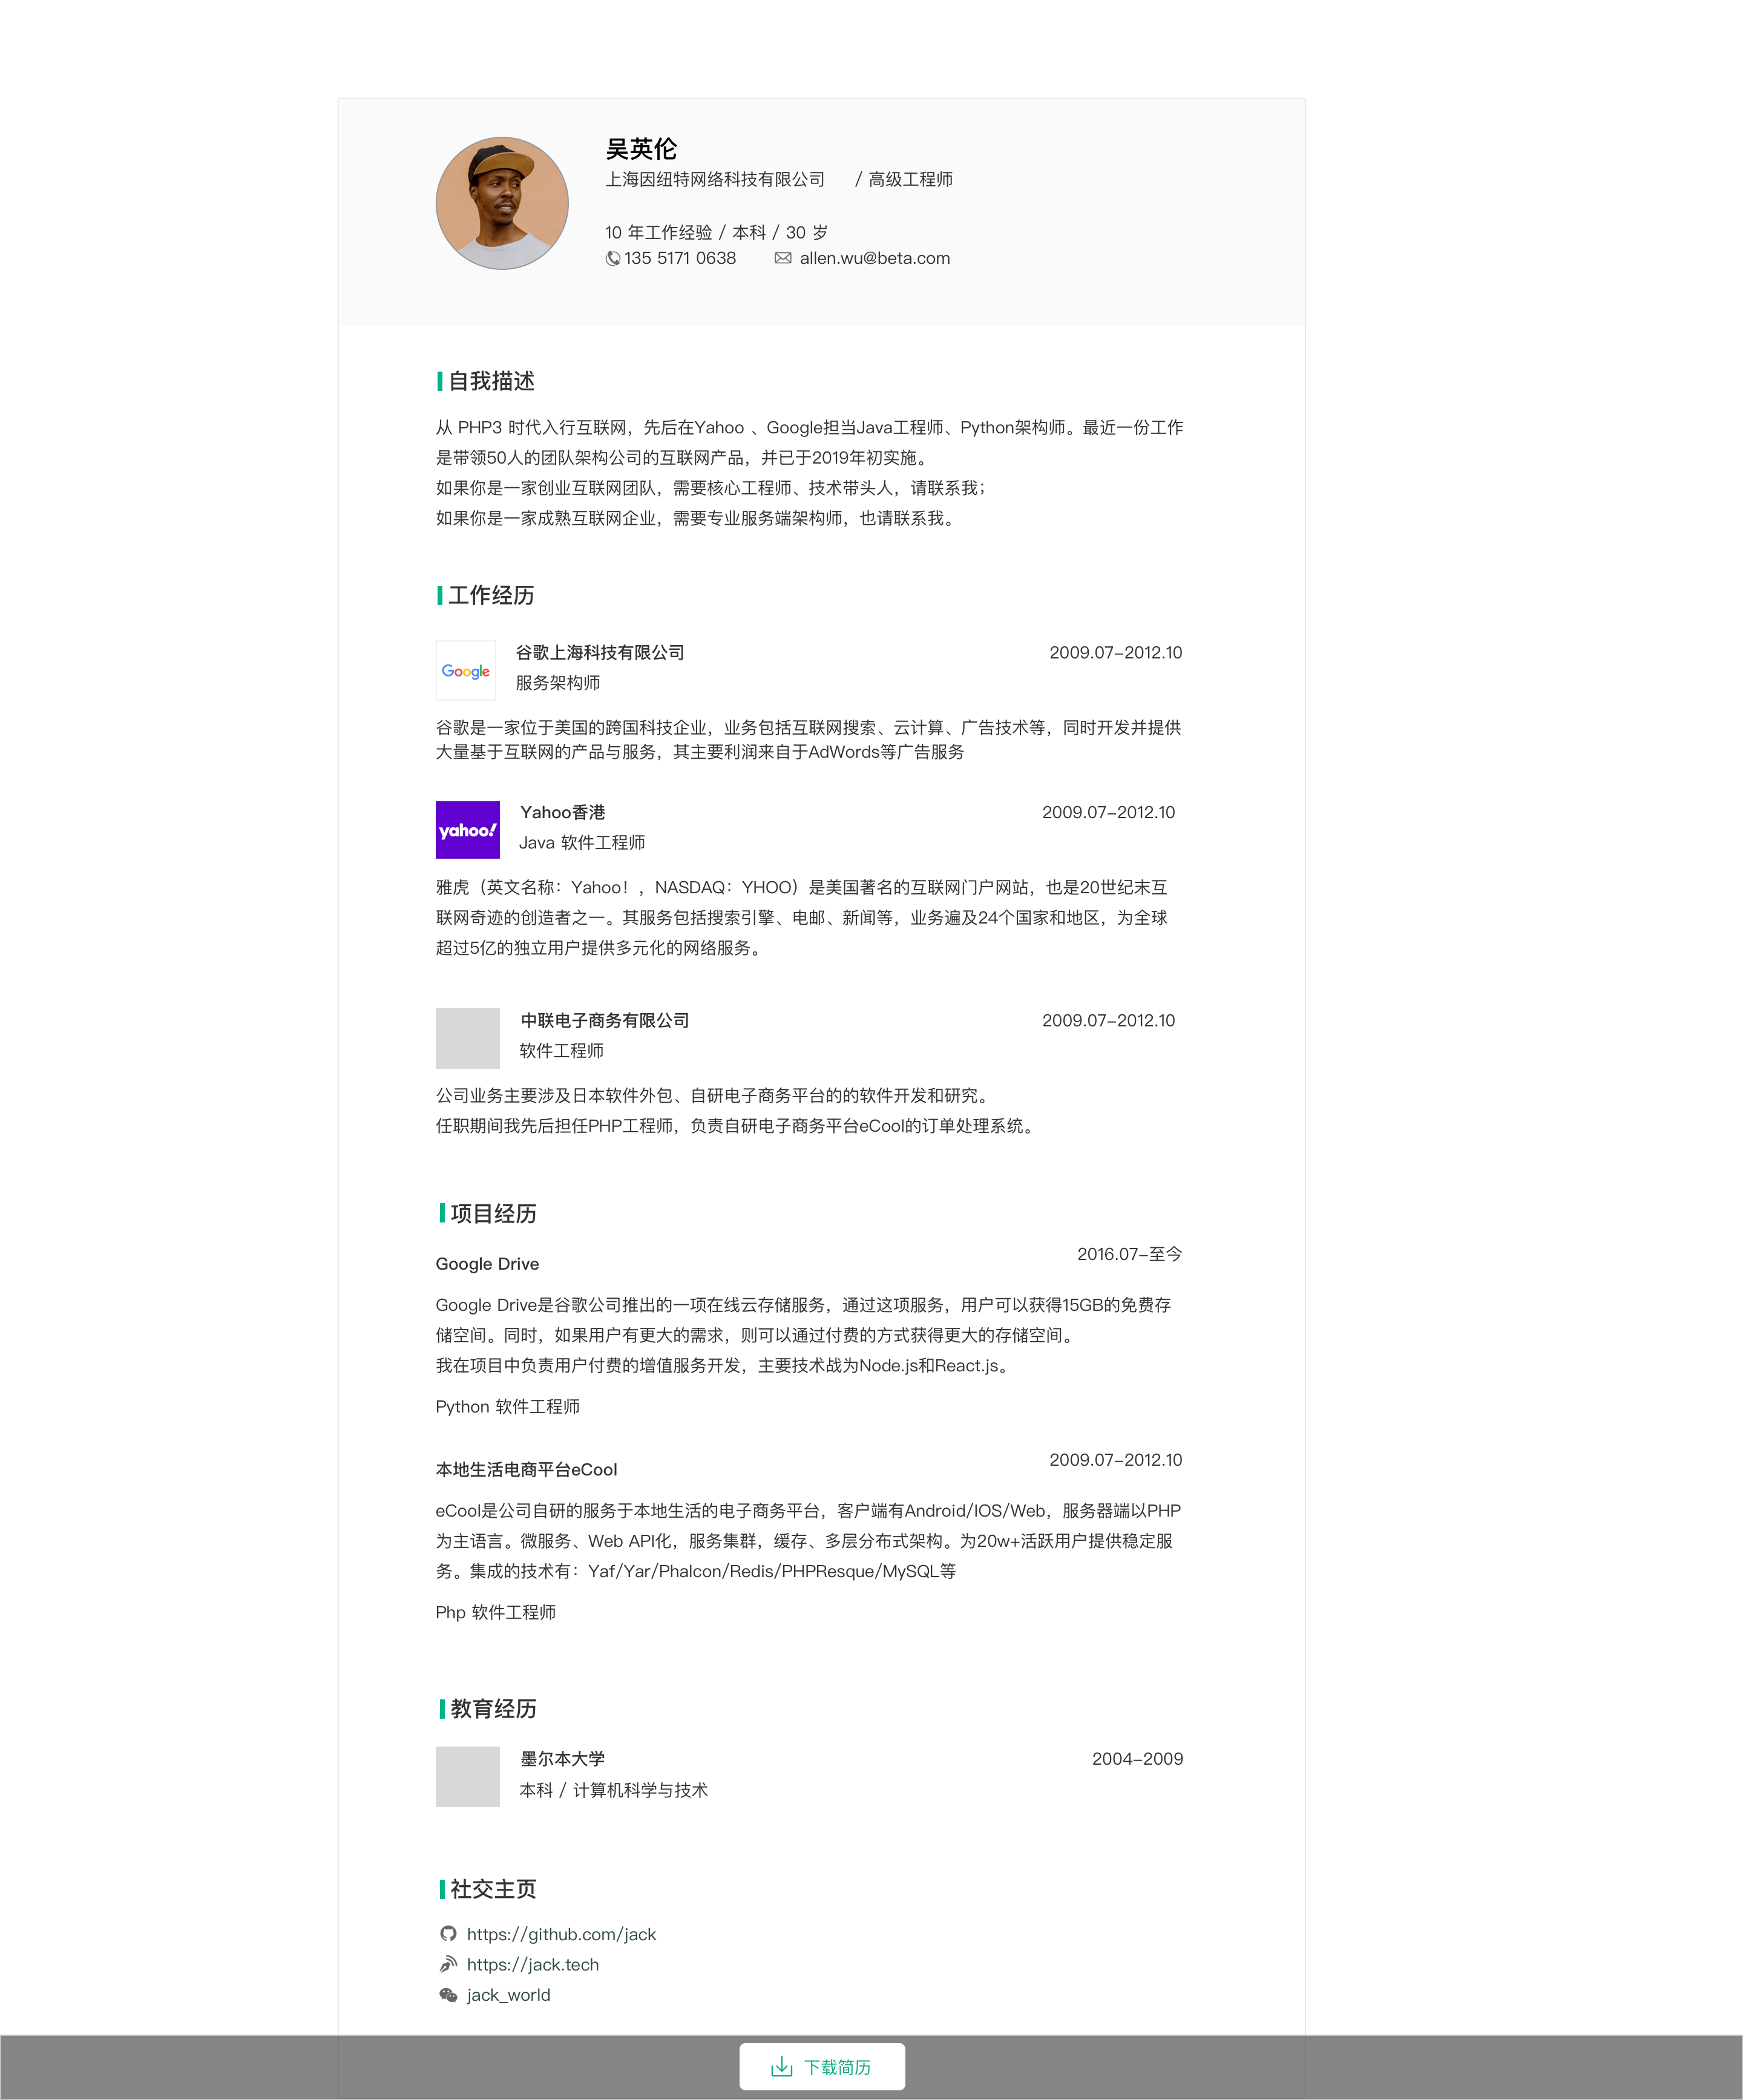 吴英伦
上海因纽特网络科技有限公司 / 高级工程师
10 年工作经验 / 本科 / 30 岁
135 5171 0638 allen.wu@beta.com
自我描述
从 PHP3 时代入行互联网，先后在Yahoo 、Google担当Java工程师、Python架构师。最近一份工作
是带领50人的团队架构公司的互联网产品，并已于2019年初实施。
如果你是一家创业互联网团队，需要核心工程师、技术带头人，请联系我；
如果你是一家成熟互联网企业，需要专业服务端架构师，也请联系我。
工作经历
Google
谷歌上海科技有限公司 2009.07-2012.10
服务架构师
谷歌是一家位于美国的跨国科技企业，业务包括互联网搜索、云计算、广告技术等，同时开发并提供
大量基于互联网的产品与服务，其主要利润来自于AdWords等广告服务
yahoo!
Yahoo香港 2009.07-2012.10
Java 软件工程师
雅虎（英文名称：Yahoo！，NASDAQ：YHOO）是美国著名的互联网门户网站，也是20世纪末互
联网奇迹的创造者之一。其服务包括搜索引擎、电邮、新闻等，业务遍及24个国家和地区，为全球
超过5亿的独立用户提供多元化的网络服务。
中联电子商务有限公司 2009.07-2012.10
软件工程师
公司业务主要涉及日本软件外包、自研电子商务平台的的软件开发和研究。
任职期间我先后担任PHP工程师，负责自研电子商务平台eCool的订单处理系统。
项目经历
Google Drive 2016.07-至今
Google Drive是谷歌公司推出的一项在线云存储服务，通过这项服务，用户可以获得15GB的免费存
储空间。同时，如果用户有更大的需求，则可以通过付费的方式获得更大的存储空间。
我在项目中负责用户付费的增值服务开发，主要技术战为Node.js和React.js。
Python 软件工程师
本地生活电商平台eCool 2009.07-2012.10
eCool是公司自研的服务于本地生活的电子商务平台，客户端有Android/IOS/Web，服务器端以PHP
为主语言。微服务、Web API化，服务集群，缓存、多层分布式架构。为20w+活跃用户提供稳定服
务。集成的技术有：Yaf/Yar/Phalcon/Redis/PHPResque/MySQL等
Php 软件工程师
教育经历
墨尔本大学 2004-2009
本科 / 计算机科学与技术
社交主页
https://github.com/jack
https://jack.tech
jack_world
下载简历